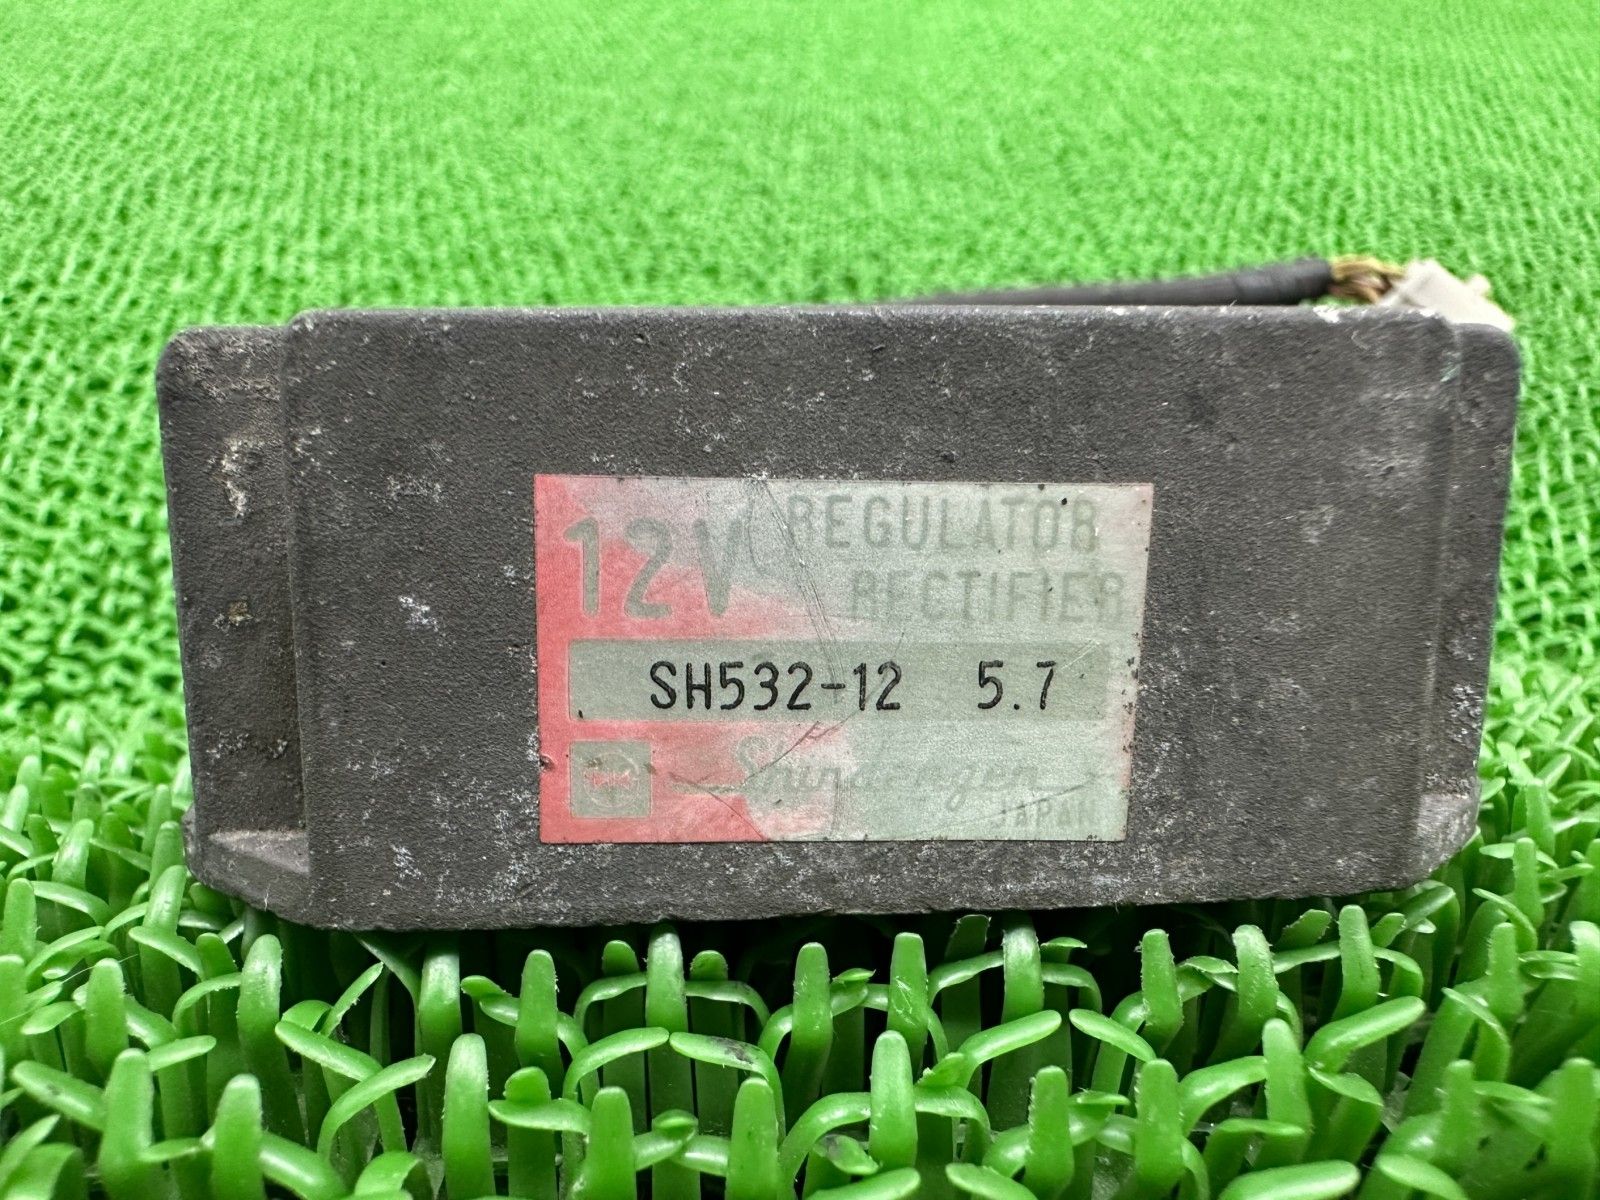 12V REGULATOR
RECTIFIER
SH532-12 5.7
Shindengen
JAPAN